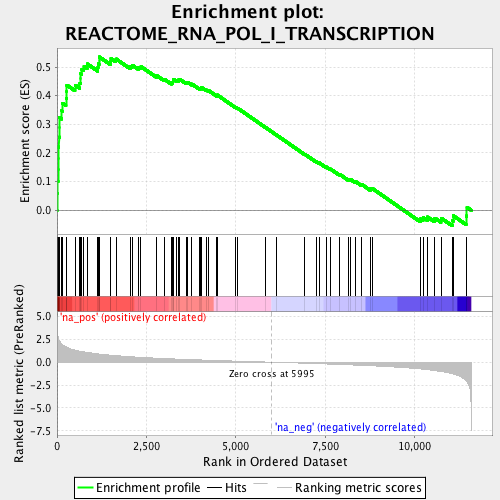 Enrichment plot:
REACTOME_RNA_POL_I_TRANSCRIPTION
Enrichment score (ES)
0.5
0.4
0.3
0.2
0.1
0.0
Ranked list metric (PreRanked)
5.0
2.5
0.0
-2.5
-5.0
-7.5
'na_pos' (positively correlated)
Zero cross at 5995
'na_neg' (negatively correlated)
0
2,500
5,000
7,500
10,000
Rank in Ordered Dataset
Enrichment profile
Hits
Ranking metric scores